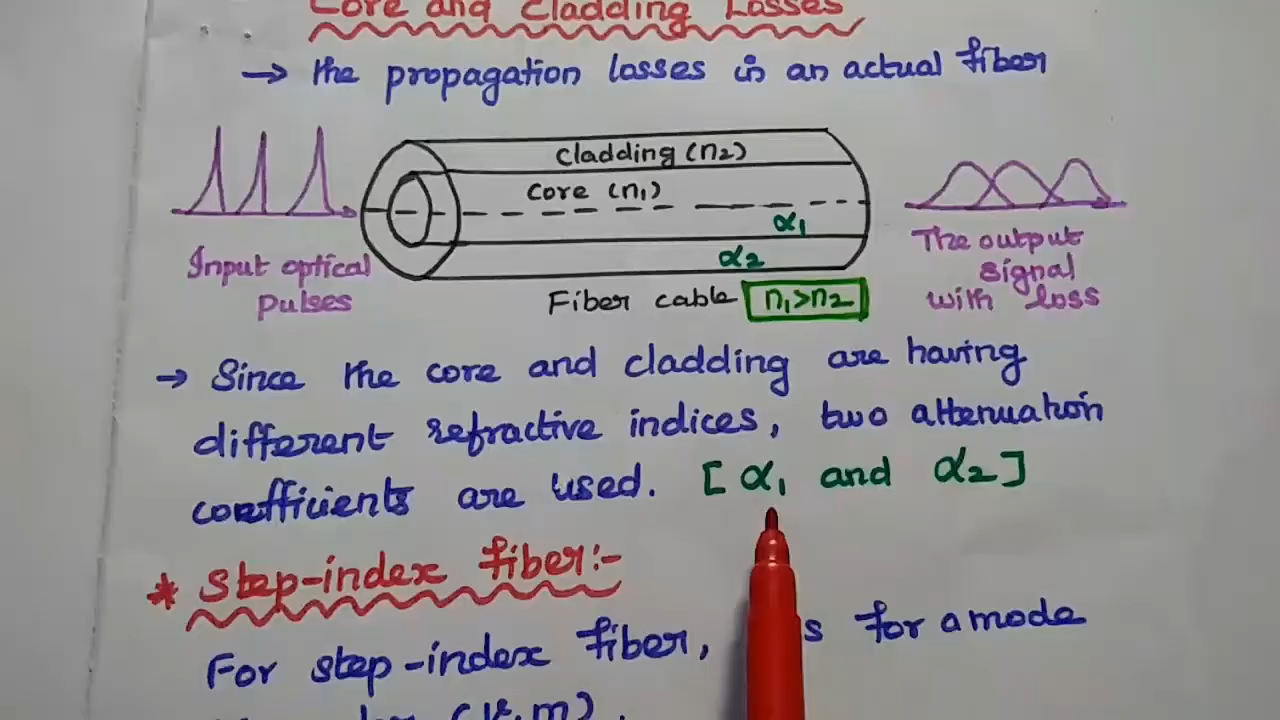 Core and Cladding Losses
→ The propagation losses in an actual fiber
Cladding (n2)
Core (n1)
α1
α2
Input optical
pulses
The output
signal
with loss
Fiber cable n1>n2
→ Since the core and cladding are having
different refractive indices, two attenuation
coefficients are used. [α1 and α2]
* Step-index fiber:-
For step-index fiber, for a mode
(v,m).